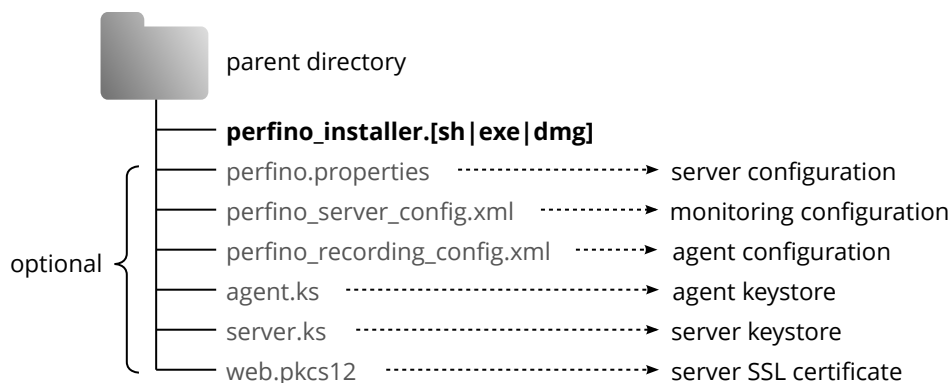 parent directory
perfino_installer.[sh|exe|dmg]
perfino.properties server configuration
perfino_server_config.xml monitoring configuration
perfino_recording_config.xml agent configuration
optional
agent.ks agent keystore
server.ks server keystore
web.pkcs12 server SSL certificate